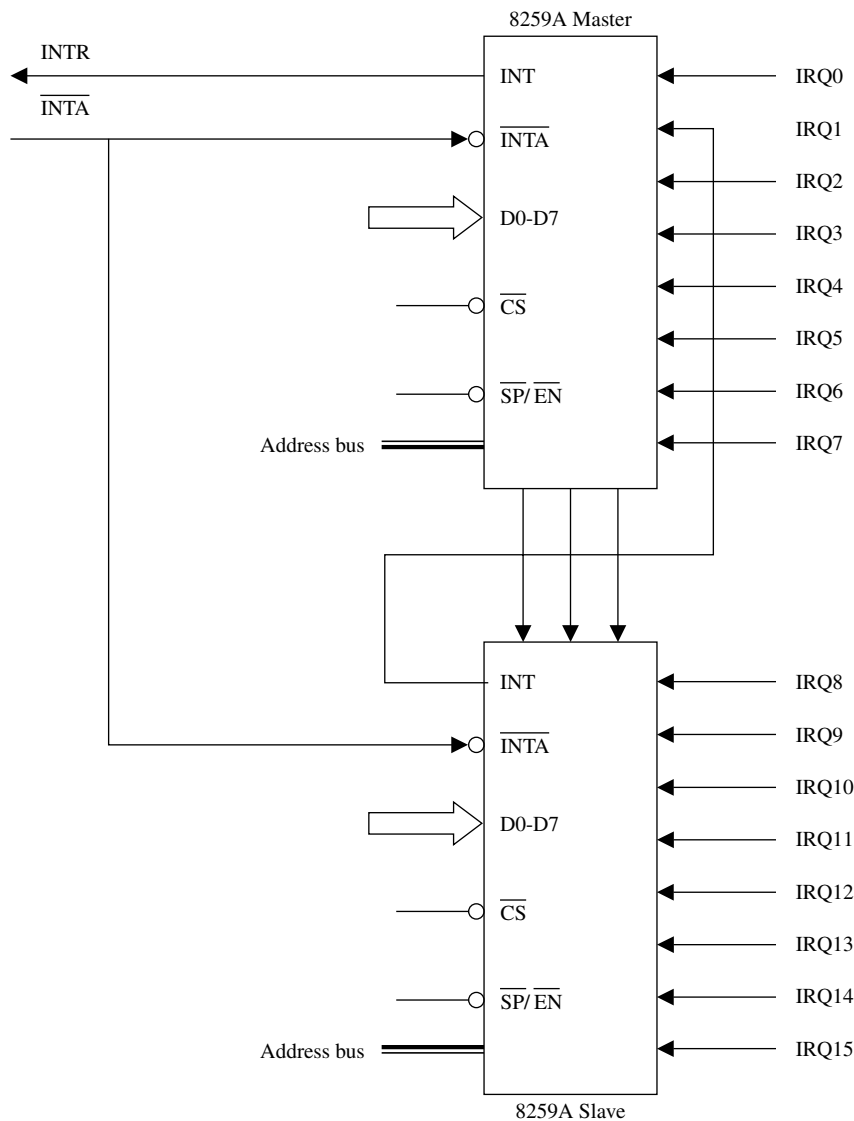 8259A Master
INTR
INT
IRQ0
INTA
INTA
IRQ1
IRQ2
D0-D7
IRQ3
IRQ4
CS
IRQ5
SP/ EN
IRQ6
Address bus
IRQ7
INT
IRQ8
INTA
IRQ9
IRQ10
D0-D7
IRQ11
IRQ12
CS
IRQ13
SP/ EN
IRQ14
Address bus
IRQ15
8259A Slave